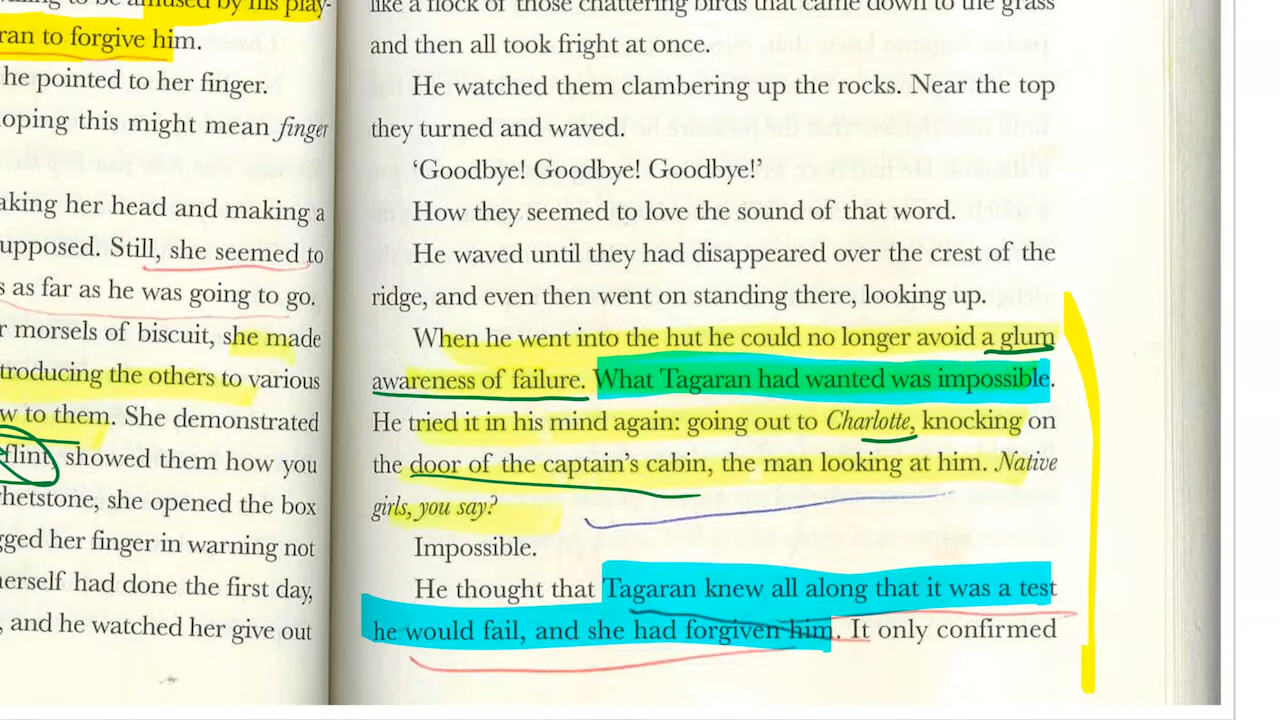 amused by his play-
ran to forgive him.
he pointed to her finger.
oping this might mean finger
aking her head and making a
upposed. Still, she seemed to
s as far as he was going to go.
r morsels of biscuit, she made
troducing the others to various
w to them. She demonstrated
flint, showed them how you
hetstone, she opened the box
gged her finger in warning not
erself had done the first day,
, and he watched her give out
like a flock of those chattering birds that came down to the grass
and then all took fright at once.
He watched them clambering up the rocks. Near the top
they turned and waved.
‘Goodbye! Goodbye! Goodbye!’
How they seemed to love the sound of that word.
He waved until they had disappeared over the crest of the
ridge, and even then went on standing there, looking up.
When he went into the hut he could no longer avoid a glum
awareness of failure. What Tagaran had wanted was impossible.
He tried it in his mind again: going out to Charlotte, knocking on
the door of the captain’s cabin, the man looking at him. Native
girls, you say?
Impossible.
He thought that Tagaran knew all along that it was a test
he would fail, and she had forgiven him. It only confirmed